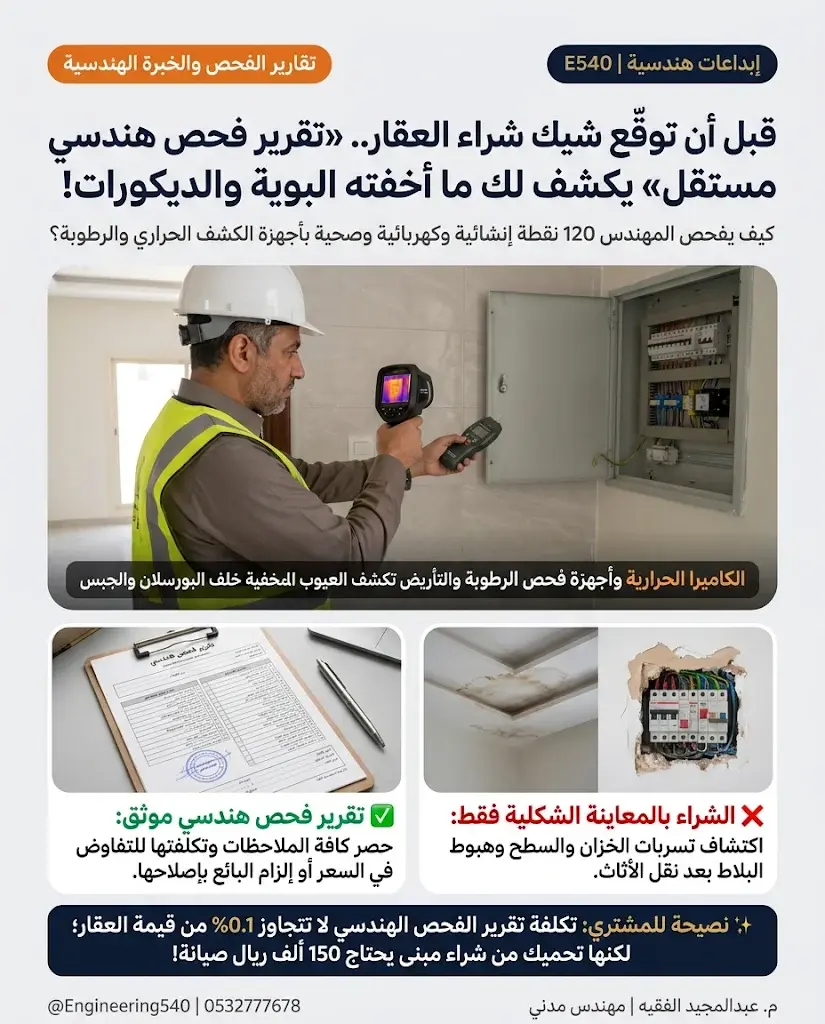 إبداعات هندسية | E540
تقارير الفحص والخبرة الهندسية
قبل أن توقّع شيك شراء العقار.. «تقرير فحص هندسي
مستقل» يكشف لك ما أخفته البوية والديكورات!
كيف يفحص المهندس 120 نقطة إنشائية وكهربائية وصحية بأجهزة الكشف الحراري والرطوبة؟
الكاميرا الحرارية وأجهزة فحص الرطوبة والتأريض تكشف العيوب المخفية خلف البورسلان والجبس
تقرير فحص هندسي
❌ الشراء بالمعاينة الشكلية فقط:
اكتشاف تسربات الخزان والسطح وهبوط
البلاط بعد نقل الأثاث.
✅ تقرير فحص هندسي موثق:
حصر كافة الملاحظات وتكلفتها للتفاوض
في السعر أو إلزام البائع بإصلاحها.
✨ نصيحة للمشتري: تكلفة تقرير الفحص الهندسي لا تتجاوز 0.1% من قيمة العقار؛
لكنها تحميك من شراء مبنى يحتاج 150 ألف ريال صيانة!
م. عبدالمجيد الفقيه | مهندس مدني
@Engineering540 | 0532777678